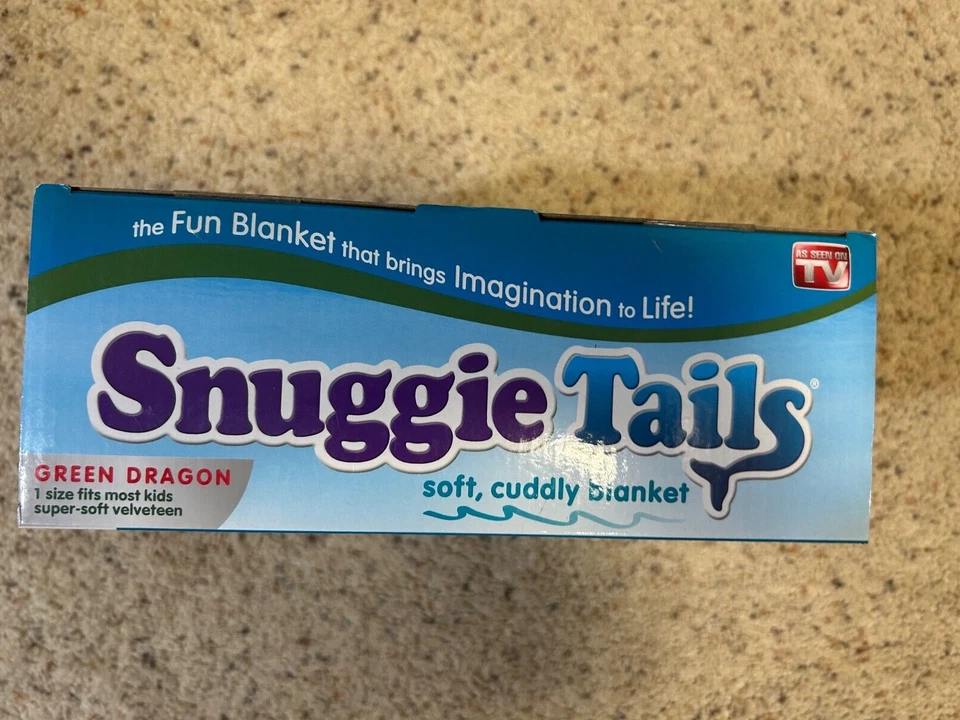 the Fun Blanket that brings Imagination to Life!
AS SEEN ON
TV
Snuggie Tails®
GREEN DRAGON
1 size fits most kids
super-soft velveteen
soft, cuddly blanket